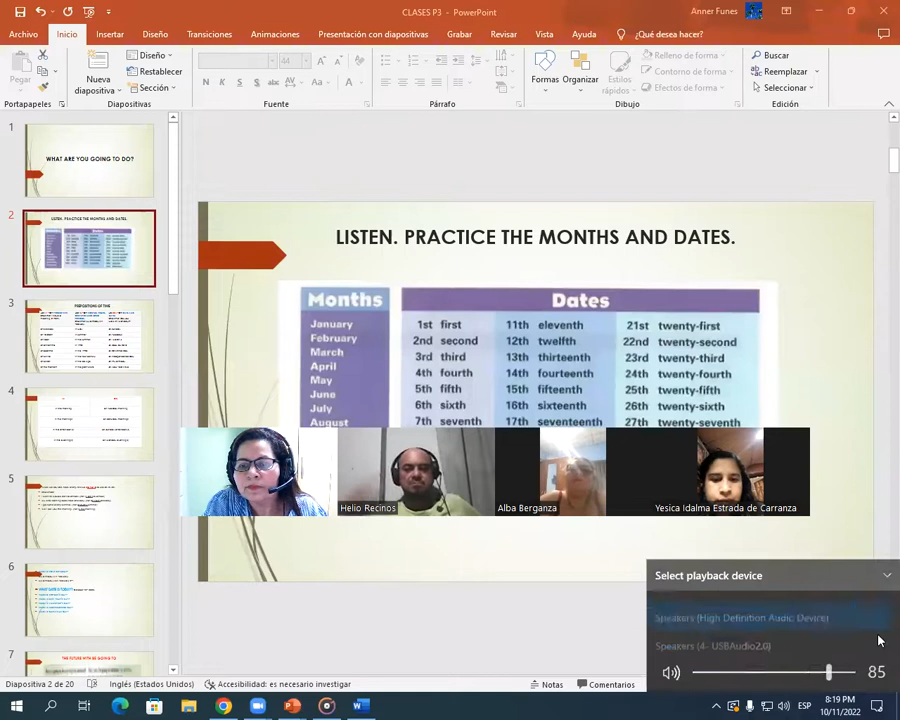 CLASES P3 - PowerPoint
Anner Funes
Archivo Inicio Insertar Diseño Transiciones Animaciones Presentación con diapositivas Grabar Revisar Vista Ayuda ¿Qué desea hacer?
Pegar
Nueva diapositiva
Diseño
Restablecer
Sección
44
N K S
Aa
A
Formas
Organizar
Estilos rápidos
Relleno de forma
Contorno de forma
Efectos de forma
Buscar
Reemplazar
Seleccionar
Portapapeles Diapositivas Fuente Párrafo Dibujo Edición
1
WHAT ARE YOU GOING TO DO?
2
LISTEN. PRACTICE THE MONTHS AND DATES.
3
PREPOSITIONS OF TIME
4
5
6
7
THE FUTURE WITH BE GOING TO
LISTEN. PRACTICE THE MONTHS AND DATES.
Months Dates
January 1st first 11th eleventh 21st twenty-first
February 2nd second 12th twelfth 22nd twenty-second
March 3rd third 13th thirteenth 23rd twenty-third
April 4th fourth 14th fourteenth 24th twenty-fourth
May 5th fifth 15th fifteenth 25th twenty-fifth
June 6th sixth 16th sixteenth 26th twenty-sixth
July 7th seventh 17th seventeenth 27th twenty-seventh
August
Helio Recinos
Alba Berganza
Yesica Idalma Estrada de Carranza
Select playback device
Speakers (High Definition Audio Device)
Speakers (4- USBAudio2.0)
85
Diapositiva 2 de 20 Inglés (Estados Unidos) Accesibilidad: es necesario investigar Notas Comentarios
ESP
8:19 PM
10/11/2022